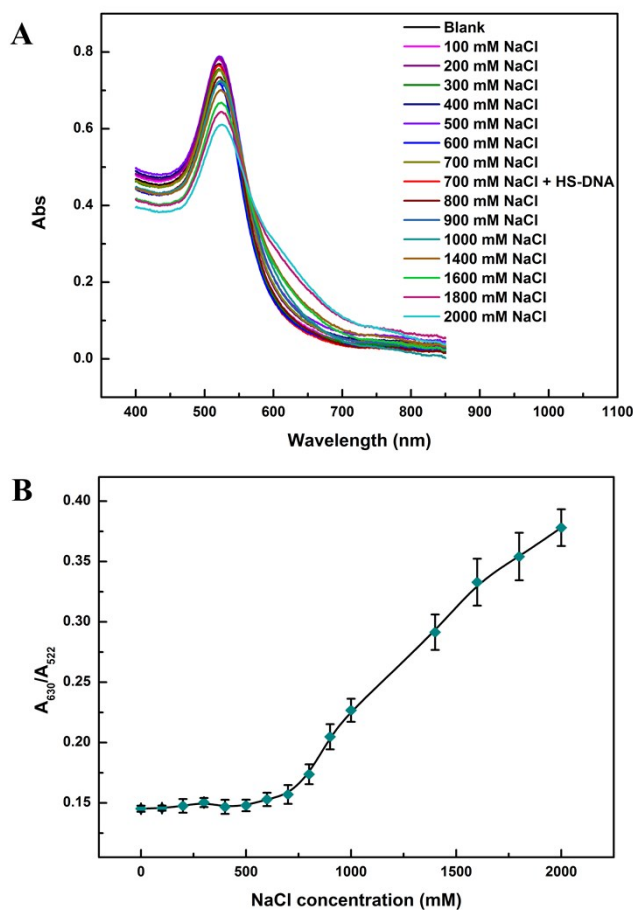 A
Blank
100 mM NaCl
200 mM NaCl
300 mM NaCl
400 mM NaCl
500 mM NaCl
600 mM NaCl
700 mM NaCl
700 mM NaCl + HS-DNA
800 mM NaCl
900 mM NaCl
1000 mM NaCl
1400 mM NaCl
1600 mM NaCl
1800 mM NaCl
2000 mM NaCl
Abs
0.8
0.6
0.4
0.2
0.0
400 500 600 700 800 900 1000 1100
Wavelength (nm)
B
A630/A522
0.40
0.35
0.30
0.25
0.20
0.15
0 500 1000 1500 2000
NaCl concentration (mM)